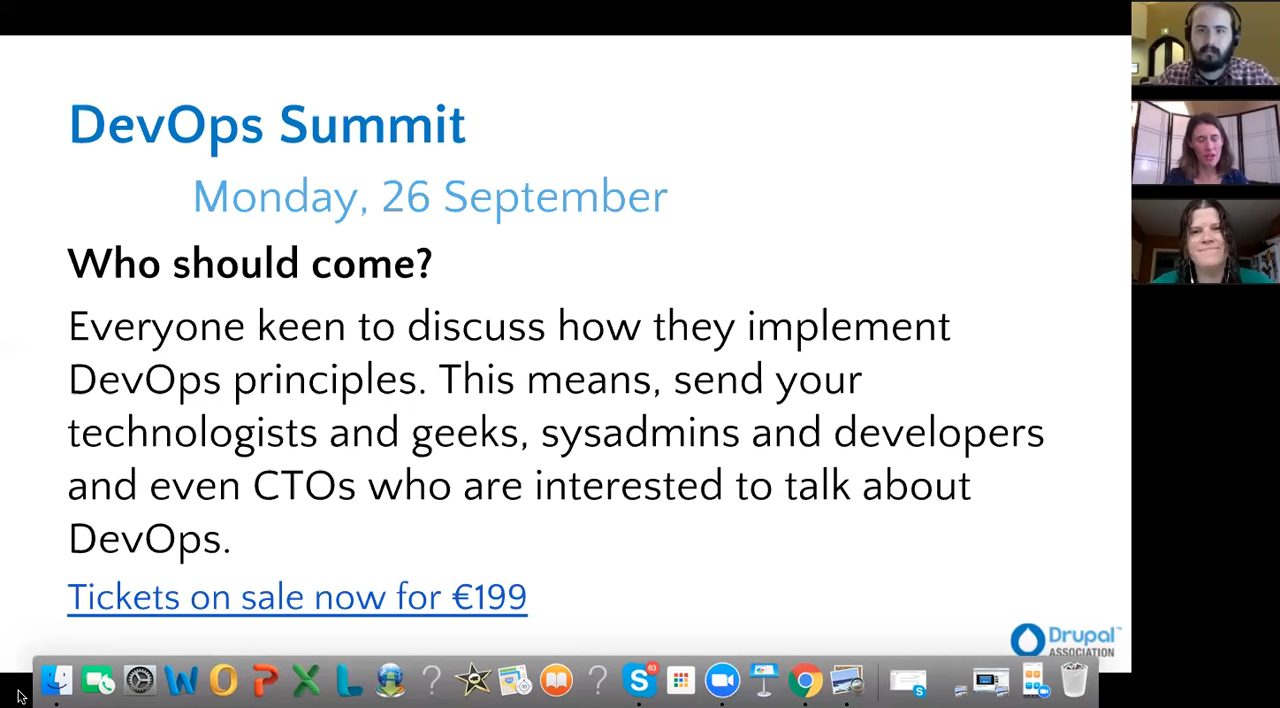 DevOps Summit
Monday, 26 September
Who should come?
Everyone keen to discuss how they implement
DevOps principles. This means, send your
technologists and geeks, sysadmins and developers
and even CTOs who are interested to talk about
DevOps.
Tickets on sale now for €199
Drupal™
ASSOCIATION
W O P X L ? ? S 63